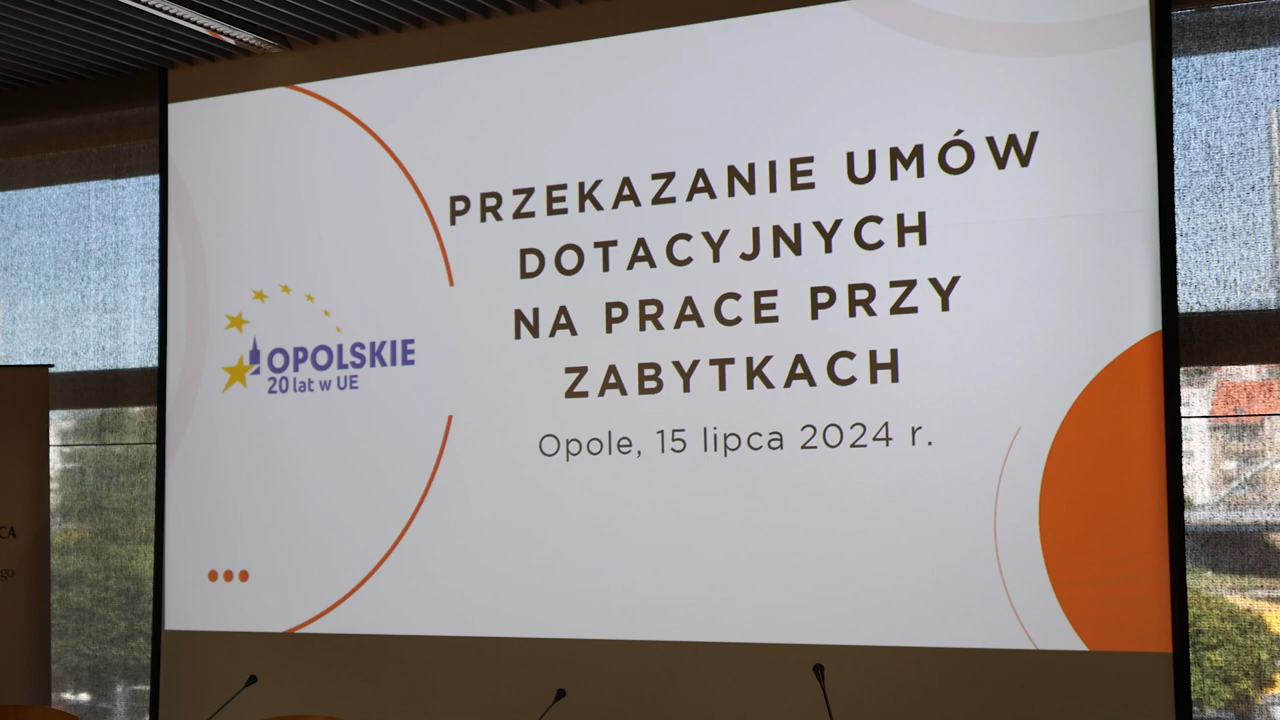 PRZEKAZANIE UMÓW
DOTACYJNYCH
NA PRACE PRZY
ZABYTKACH
Opole, 15 lipca 2024 r.
OPOLSKIE
20 lat w UE